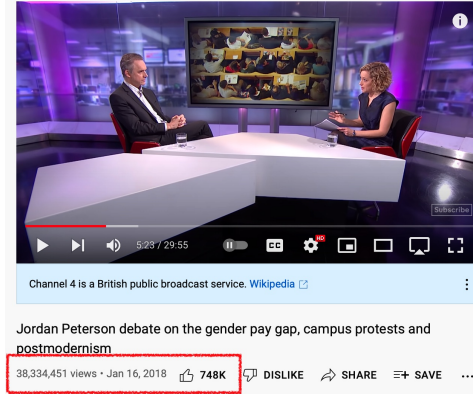 Subscribe
5:23 / 29:55
CC
HD
Channel 4 is a British public broadcast service. Wikipedia
Jordan Peterson debate on the gender pay gap, campus protests and
postmodernism
38,334,451 views • Jan 16, 2018 748K DISLIKE SHARE SAVE